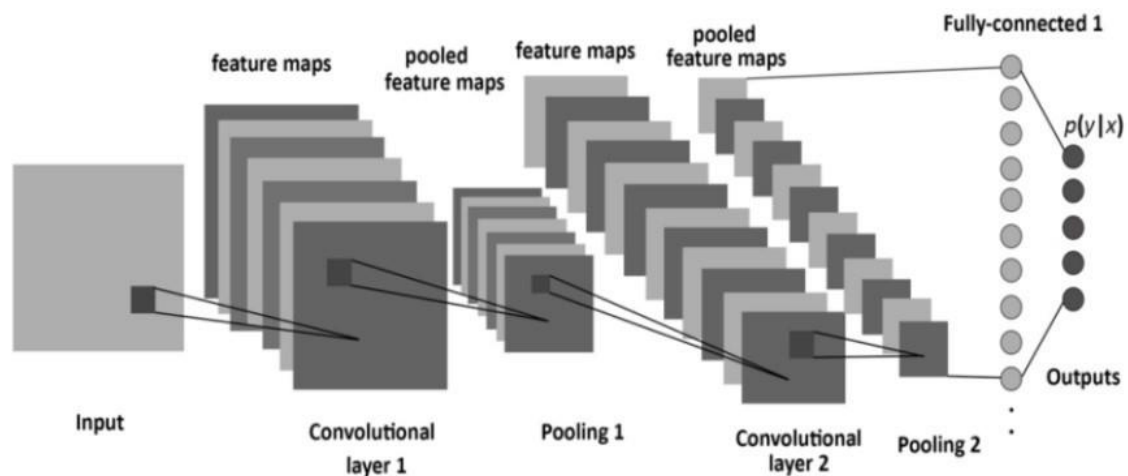 Fully-connected 1
feature maps
pooled
feature maps
feature maps
pooled
feature maps
p(y|x)
Outputs
Input
Convolutional
layer 1
Pooling 1
Convolutional
layer 2
Pooling 2